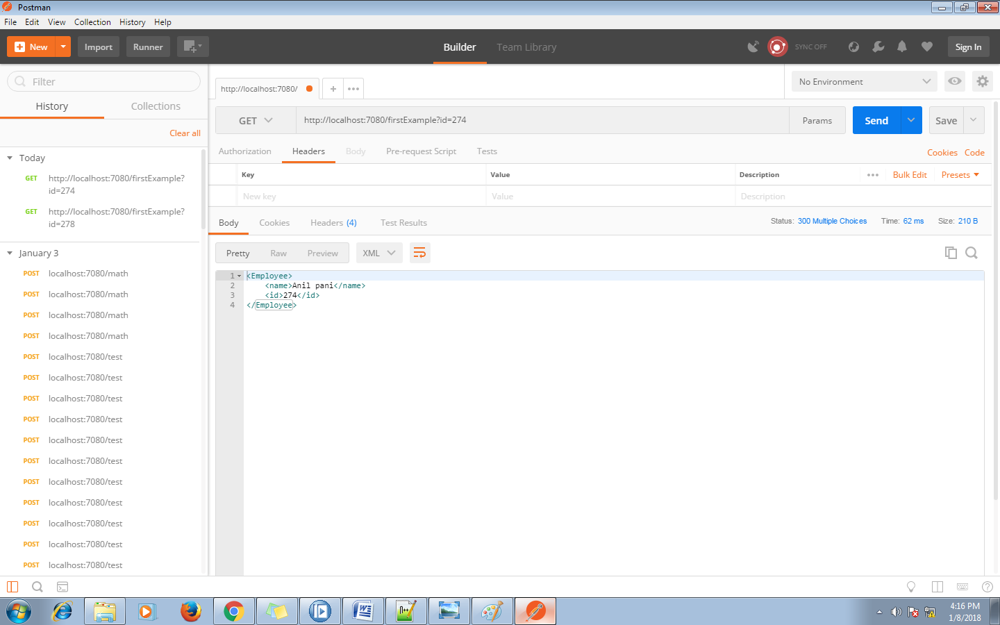 Postman
File Edit View Collection History Help
New Import Runner Builder Team Library SYNC OFF Sign In
Filter
History Collections
Clear all
Today
GET http://localhost:7080/firstExample?
id=274
GET http://localhost:7080/firstExample?
id=278
January 3
POST localhost:7080/math
POST localhost:7080/math
POST localhost:7080/math
POST localhost:7080/math
POST localhost:7080/test
POST localhost:7080/test
POST localhost:7080/test
POST localhost:7080/test
POST localhost:7080/test
POST localhost:7080/test
POST localhost:7080/test
POST localhost:7080/test
POST localhost:7080/test
POST localhost:7080/test
POST localhost:7080/test
http://localhost:7080/
No Environment
GET http://localhost:7080/firstExample?id=274 Params Send Save
Authorization Headers Body Pre-request Script Tests Cookies Code
Key Value Description Bulk Edit Presets
New key Value Description
Body Cookies Headers (4) Test Results Status: 300 Multiple Choices Time: 62 ms Size: 210 B
Pretty Raw Preview XML
1 <Employee>
2 <name>Anil pani</name>
3 <id>274</id>
4 </Employee>
4:16 PM
1/8/2018